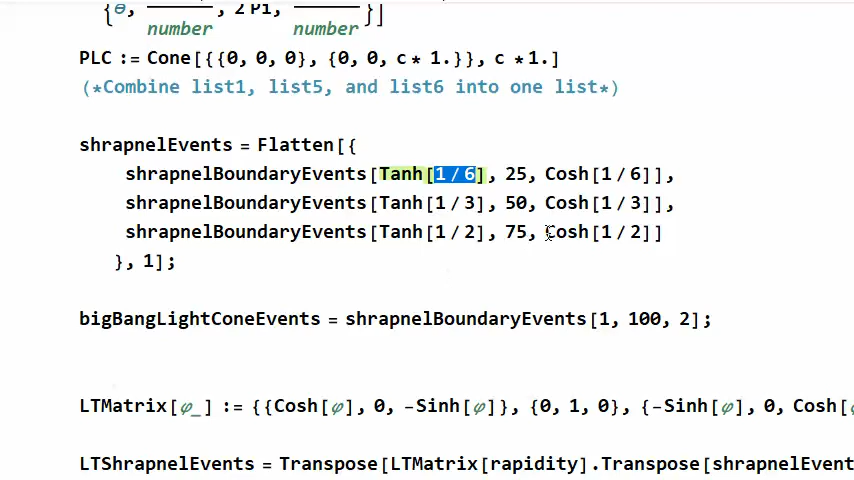 {θ, ———, 2 Pi, ———}]
number number
PLC := Cone[{{0, 0, 0}, {0, 0, c * 1.}}, c * 1.]
(*Combine list1, list5, and list6 into one list*)
shrapnelEvents = Flatten[{
shrapnelBoundaryEvents[Tanh[1 / 6], 25, Cosh[1 / 6]],
shrapnelBoundaryEvents[Tanh[1 / 3], 50, Cosh[1 / 3]],
shrapnelBoundaryEvents[Tanh[1 / 2], 75, Cosh[1 / 2]]
}, 1];
bigBangLightConeEvents = shrapnelBoundaryEvents[1, 100, 2];
LTMatrix[φ_] := {{Cosh[φ], 0, -Sinh[φ]}, {0, 1, 0}, {-Sinh[φ], 0, Cosh[φ
LTShrapnelEvents = Transpose[LTMatrix[rapidity].Transpose[shrapnelEvent